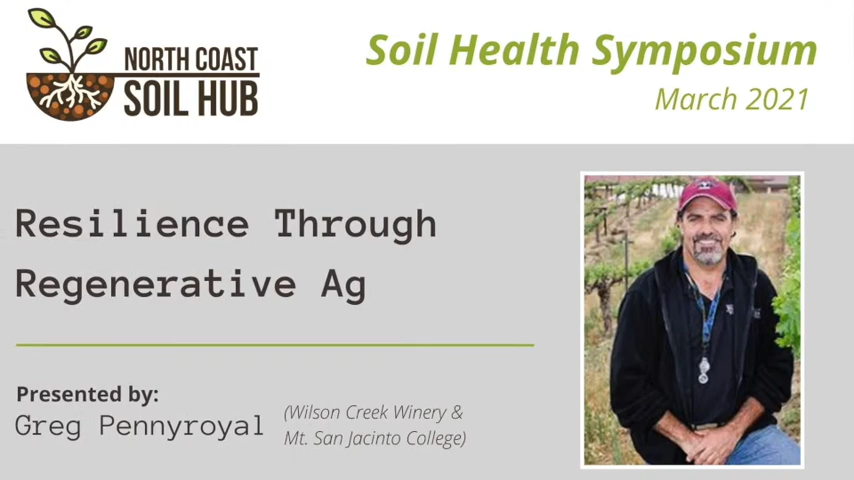 NORTH COAST
SOIL HUB
Soil Health Symposium
March 2021
Resilience Through
Regenerative Ag
Presented by:
Greg Pennyroyal
(Wilson Creek Winery &
Mt. San Jacinto College)